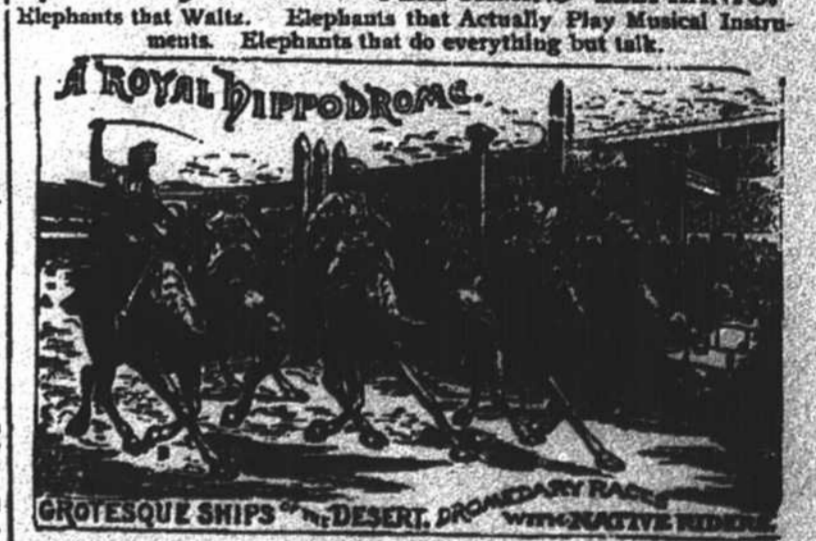 ELEPHANTS.
Elephants that Waltz. Elephants that Actually Play Musical Instru-
ments. Elephants that do everything but talk.
A ROYAL HIPPODROME.
GROTESQUE SHIPS OF THE DESERT. DROMEDARY RACES
WITH NATIVE RIDERS.